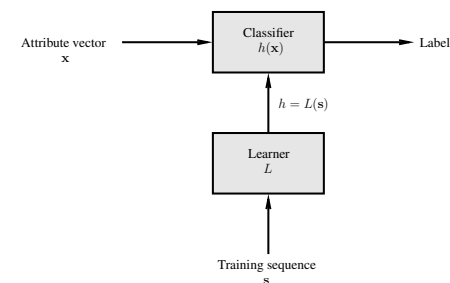 Classifier
h(x)
Attribute vector
x
Label
h = L(s)
Learner
L
Training sequence
s